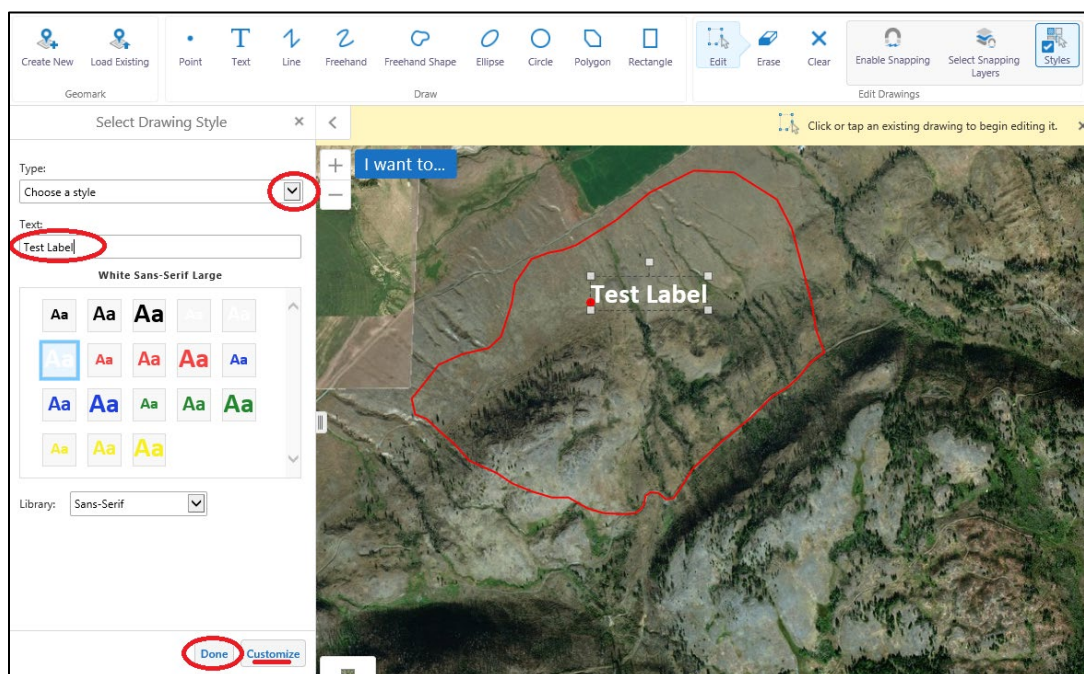 Create New Load Existing Point Text Line Freehand Freehand Shape Ellipse Circle Polygon Rectangle Edit Erase Clear Enable Snapping Select Snapping Layers Styles
Geomark Draw Edit Drawings
Select Drawing Style
Click or tap an existing drawing to begin editing it.
I want to...
Type:
Choose a style
Text:
Test Label
White Sans-Serif Large
Test Label
Aa Aa Aa Aa Aa
Aa Aa Aa Aa Aa
Aa Aa Aa Aa Aa
Aa Aa Aa
Library: Sans-Serif
Done Customize